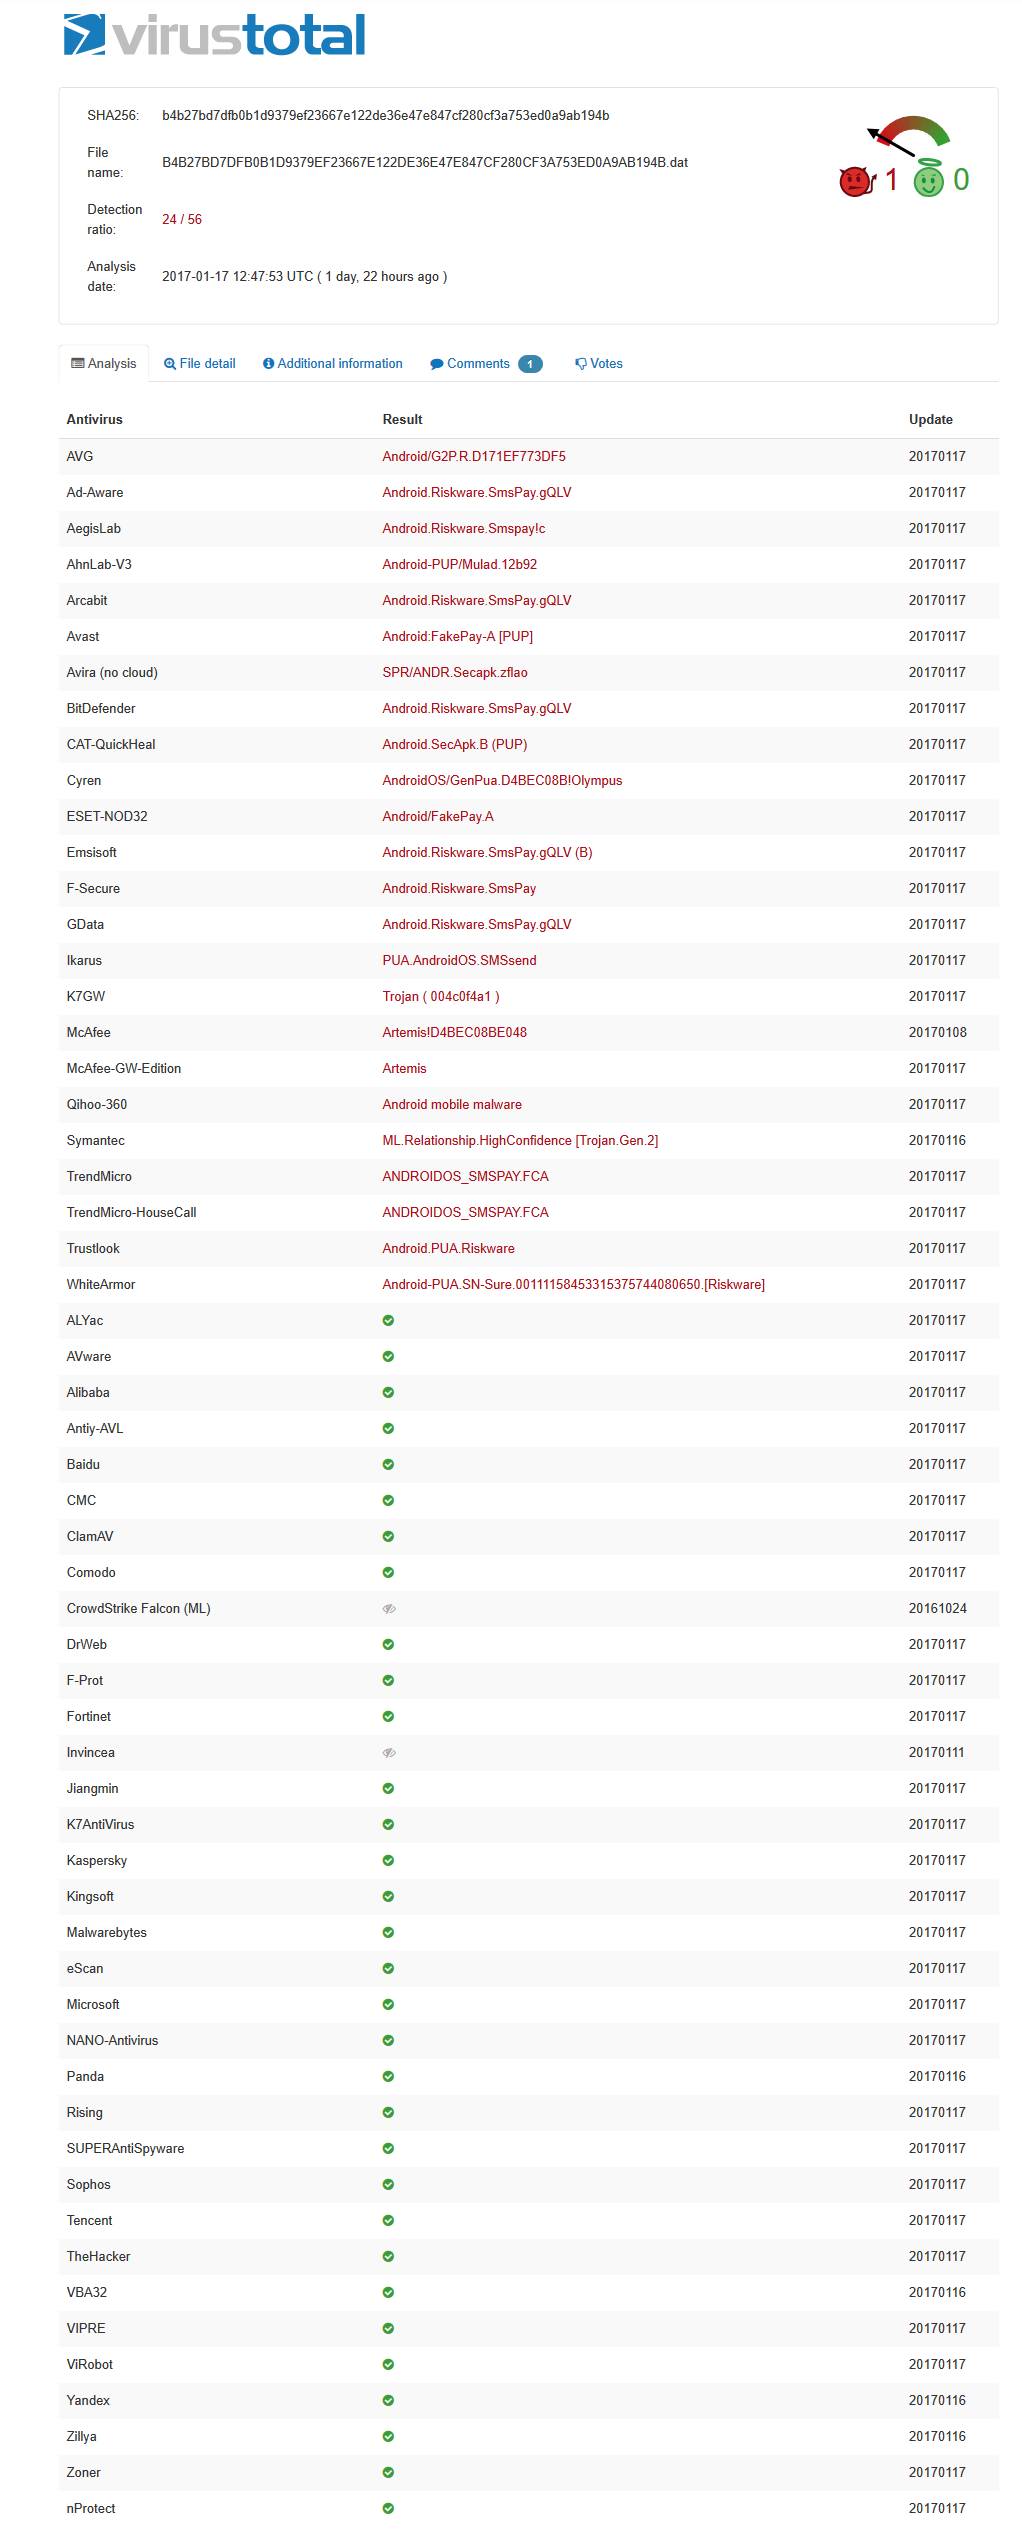 virustotal
SHA256: b4b27bd7dfb0b1d9379ef23667e122de36e47e847cf280cf3a753ed0a9ab194b
File name: B4B27BD7DFB0B1D9379EF23667E122DE36E47E847CF280CF3A753ED0A9AB194B.dat
Detection ratio: 24 / 56
Analysis date: 2017-01-17 12:47:53 UTC ( 1 day, 22 hours ago )
1 0
Analysis File detail Additional information Comments 1 Votes
Antivirus Result Update
AVG Android/G2P.R.D171EF773DF5 20170117
Ad-Aware Android.Riskware.SmsPay.gQLV 20170117
AegisLab Android.Riskware.Smspay!c 20170117
AhnLab-V3 Android-PUP/Mulad.12b92 20170117
Arcabit Android.Riskware.SmsPay.gQLV 20170117
Avast Android:FakePay-A [PUP] 20170117
Avira (no cloud) SPR/ANDR.Secapk.zflao 20170117
BitDefender Android.Riskware.SmsPay.gQLV 20170117
CAT-QuickHeal Android.SecApk.B (PUP) 20170117
Cyren AndroidOS/GenPua.D4BEC08B!Olympus 20170117
ESET-NOD32 Android/FakePay.A 20170117
Emsisoft Android.Riskware.SmsPay.gQLV (B) 20170117
F-Secure Android.Riskware.SmsPay 20170117
GData Android.Riskware.SmsPay.gQLV 20170117
Ikarus PUA.AndroidOS.SMSsend 20170117
K7GW Trojan ( 004c0f4a1 ) 20170117
McAfee Artemis!D4BEC08BE048 20170108
McAfee-GW-Edition Artemis 20170117
Qihoo-360 Android mobile malware 20170117
Symantec ML.Relationship.HighConfidence [Trojan.Gen.2] 20170116
TrendMicro ANDROIDOS_SMSPAY.FCA 20170117
TrendMicro-HouseCall ANDROIDOS_SMSPAY.FCA 20170117
Trustlook Android.PUA.Riskware 20170117
WhiteArmor Android-PUA.SN-Sure.00111158453315375744080650.[Riskware] 20170117
ALYac 20170117
AVware 20170117
Alibaba 20170117
Antiy-AVL 20170117
Baidu 20170117
CMC 20170117
ClamAV 20170117
Comodo 20170117
CrowdStrike Falcon (ML) 20161024
DrWeb 20170117
F-Prot 20170117
Fortinet 20170117
Invincea 20170111
Jiangmin 20170117
K7AntiVirus 20170117
Kaspersky 20170117
Kingsoft 20170117
Malwarebytes 20170117
eScan 20170117
Microsoft 20170117
NANO-Antivirus 20170117
Panda 20170116
Rising 20170117
SUPERAntiSpyware 20170117
Sophos 20170117
Tencent 20170117
TheHacker 20170117
VBA32 20170116
VIPRE 20170117
ViRobot 20170117
Yandex 20170116
Zillya 20170116
Zoner 20170117
nProtect 20170117